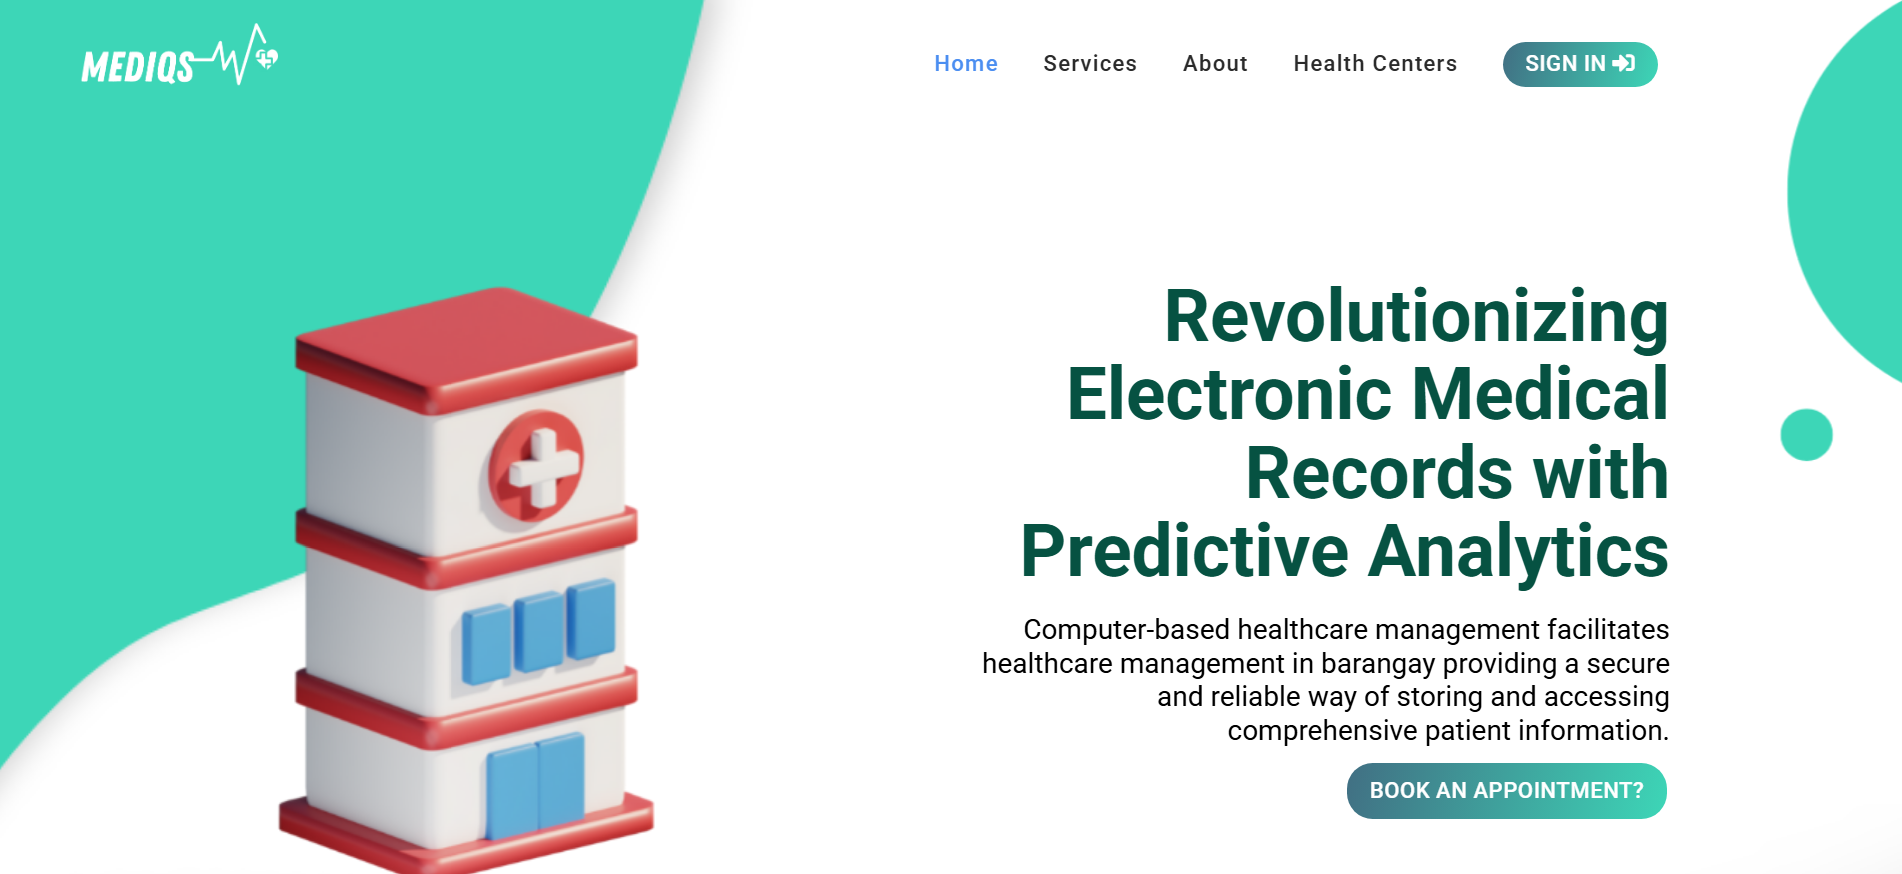 MEDIQS
Home Services About Health Centers SIGN IN
Revolutionizing
Electronic Medical
Records with
Predictive Analytics
Computer-based healthcare management facilitates
healthcare management in barangay providing a secure
and reliable way of storing and accessing
comprehensive patient information.
BOOK AN APPOINTMENT?